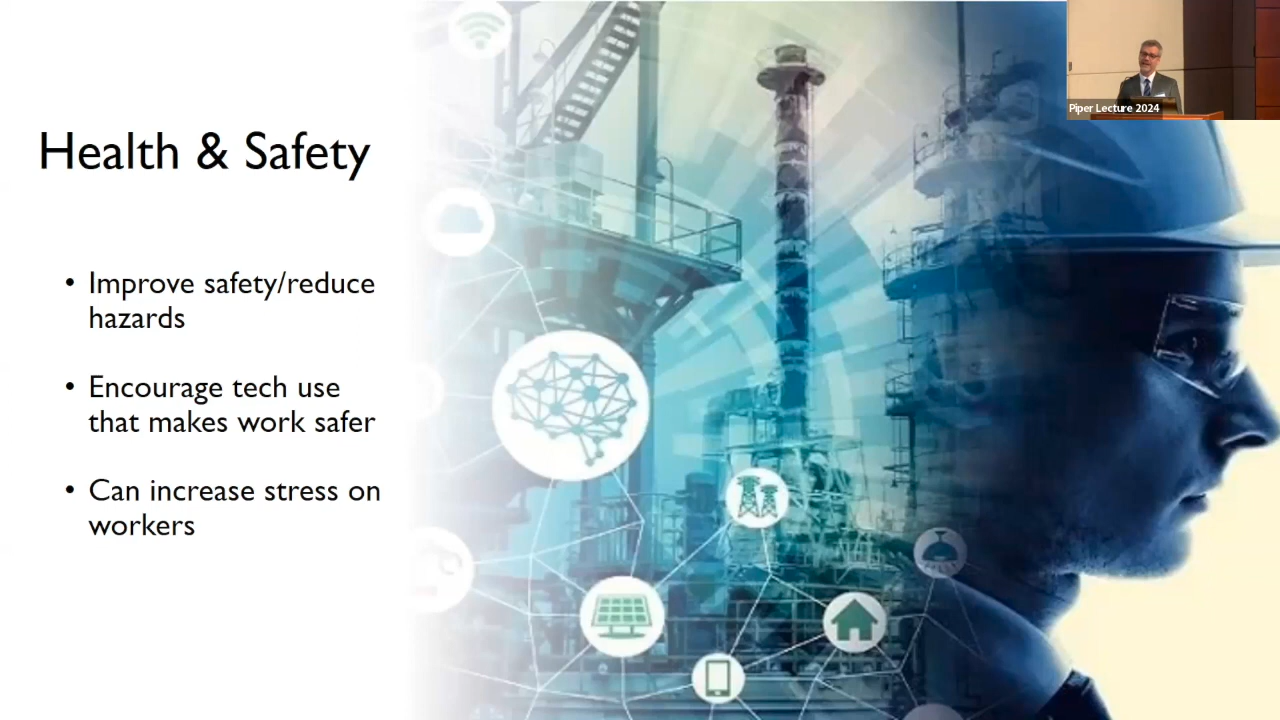 Health & Safety
• Improve safety/reduce
hazards
• Encourage tech use
that makes work safer
• Can increase stress on
workers
Piper Lecture 2024